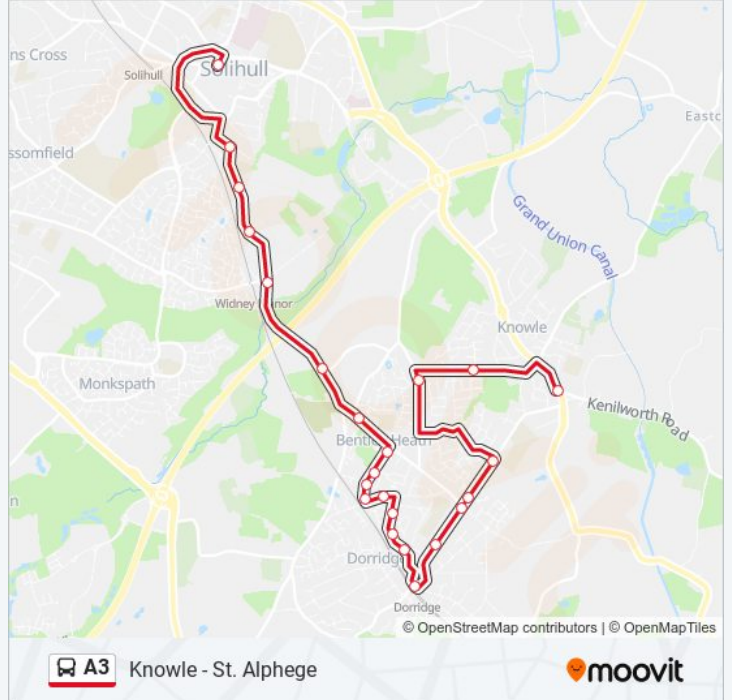 ns Cross
Solihull
Solihull
Eastc
ssomfield
Grand Union Canal
Widney Manor
Knowle
Monkspath
Kenilworth Road
Bentley Heath
n
Dorridge
Dorridge
© OpenStreetMap contributors | © OpenMapTiles
A3 Knowle - St. Alphege
moovit